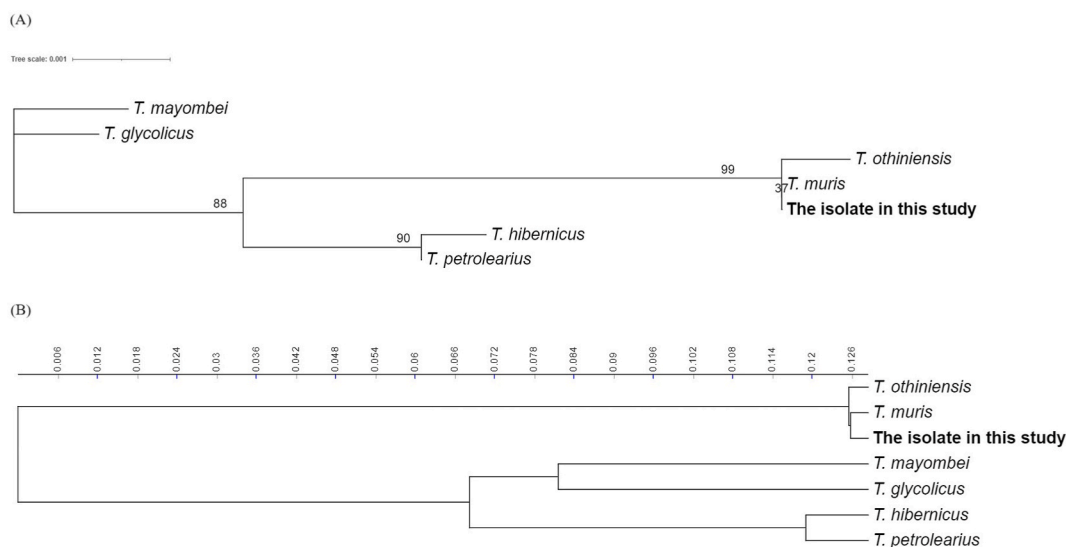 (A)
Tree scale: 0.001
T. mayombei
T. glycolicus
99
T. othiniensis
37
T. muris
88
The isolate in this study
90
T. hibernicus
T. petrolearius
(B)
0.006 0.012 0.018 0.024 0.03 0.036 0.042 0.048 0.054 0.06 0.066 0.072 0.078 0.084 0.09 0.096 0.102 0.108 0.114 0.12 0.126
T. othiniensis
T. muris
The isolate in this study
T. mayombei
T. glycolicus
T. hibernicus
T. petrolearius